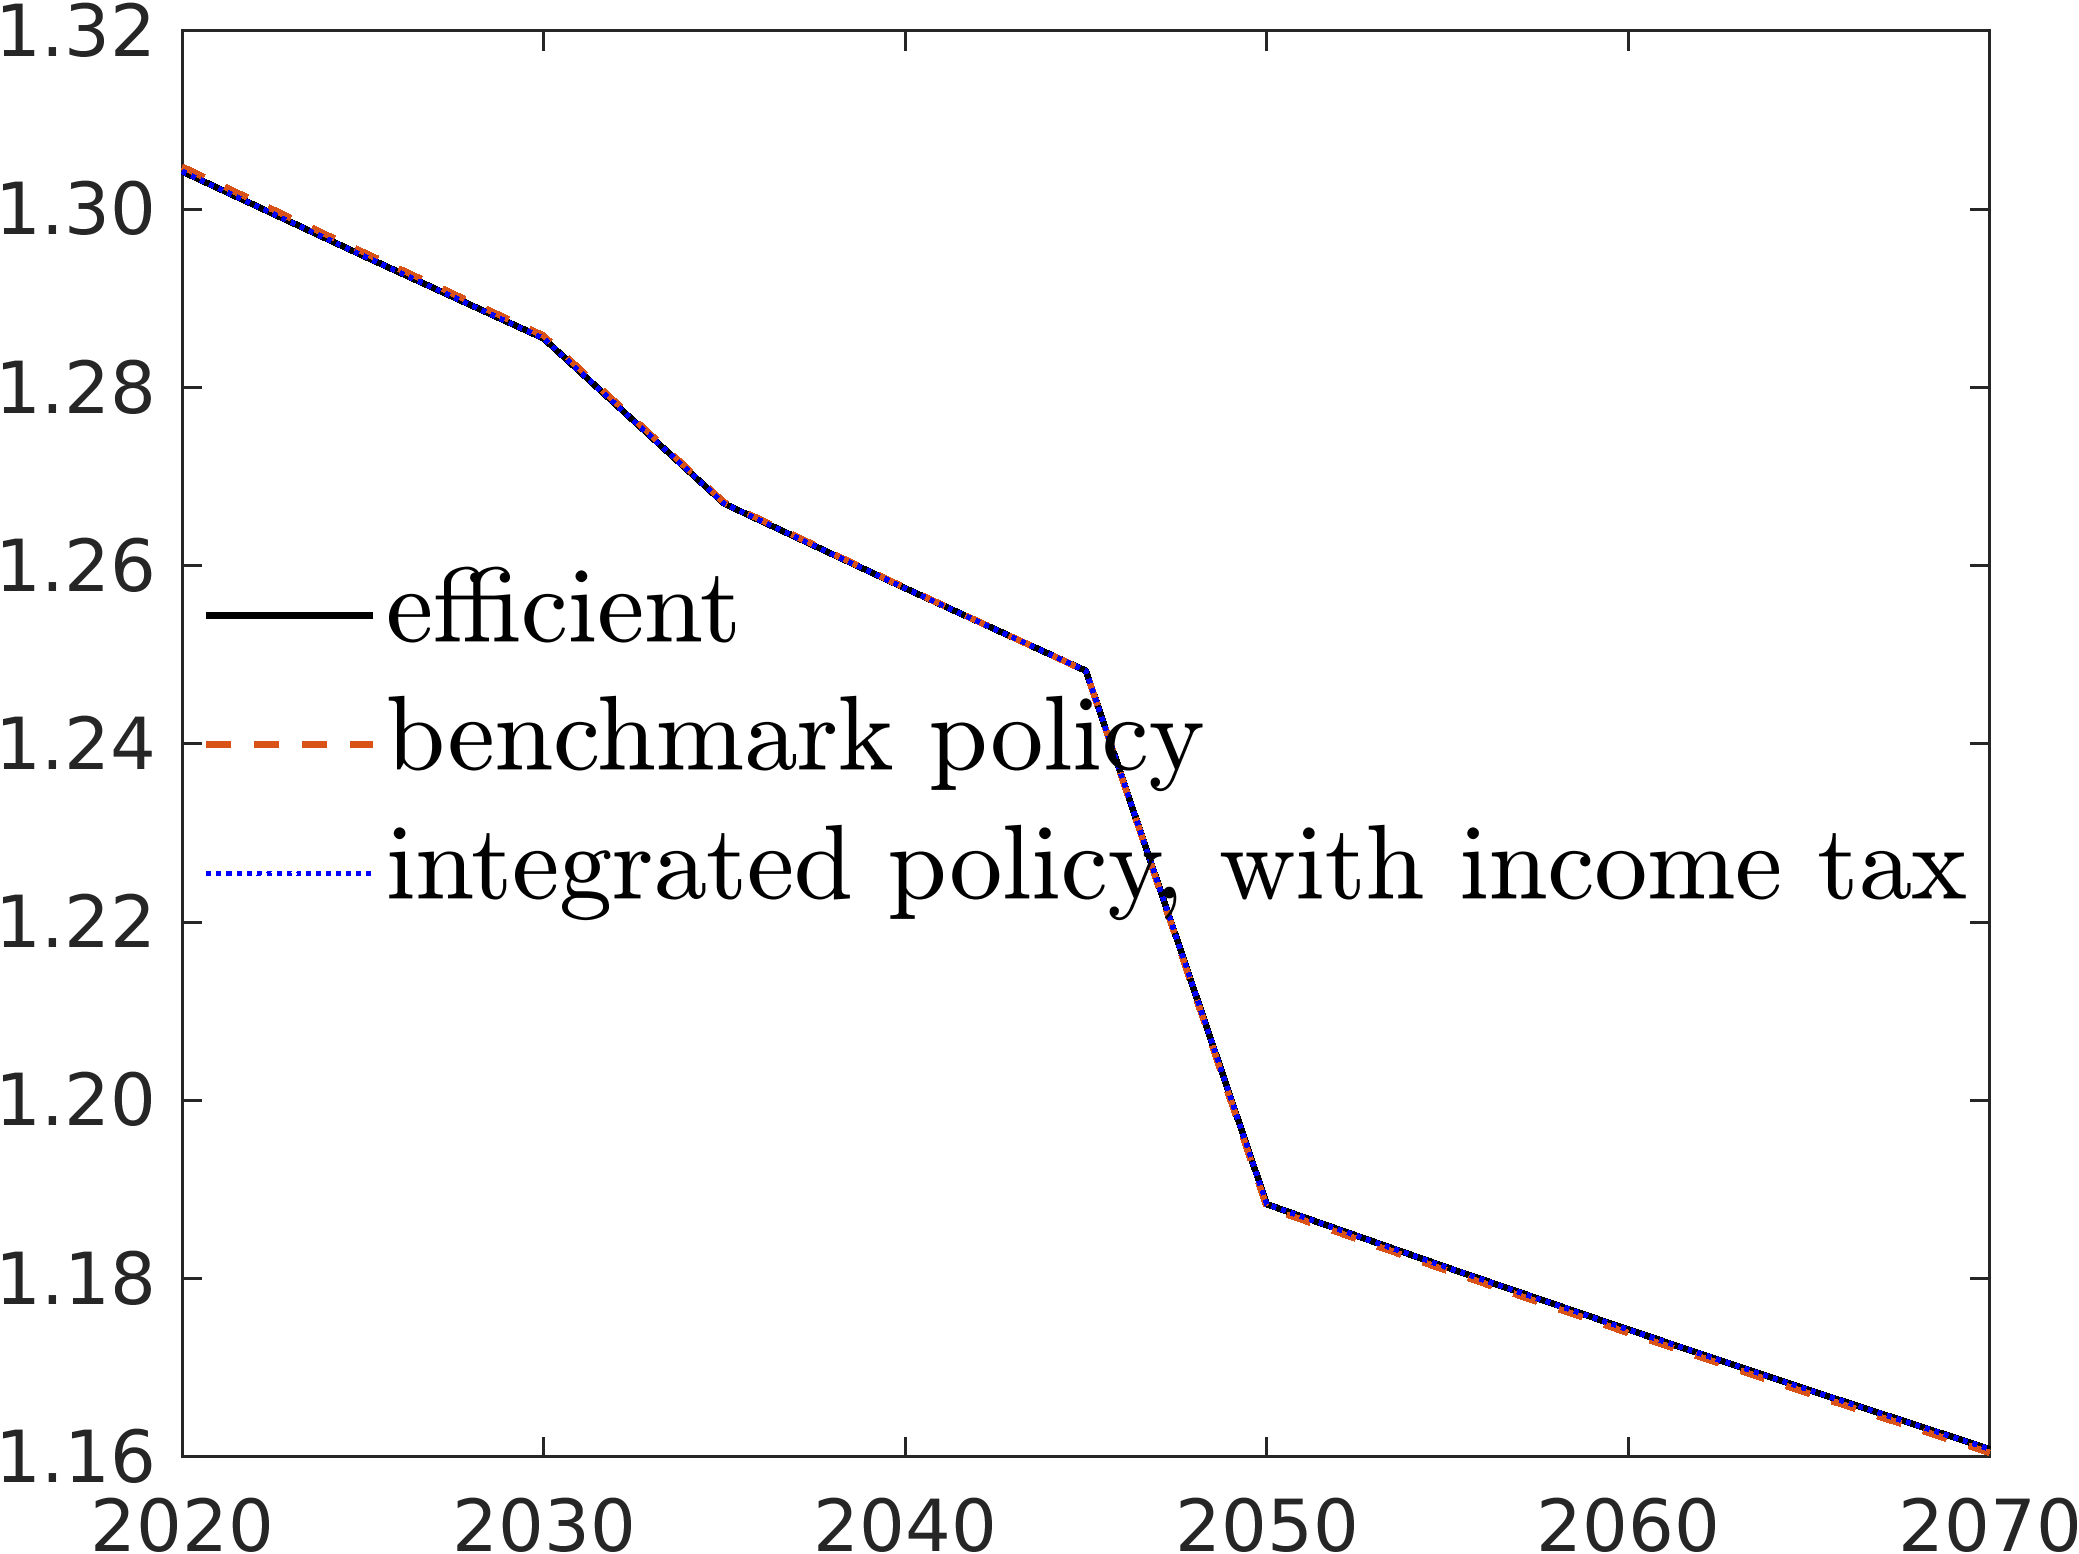 1.32
1.30
1.28
1.26
efficient
1.24
benchmark policy
1.22
integrated policy, with income tax
1.20
1.18
1.16
2020 2030 2040 2050 2060 2070